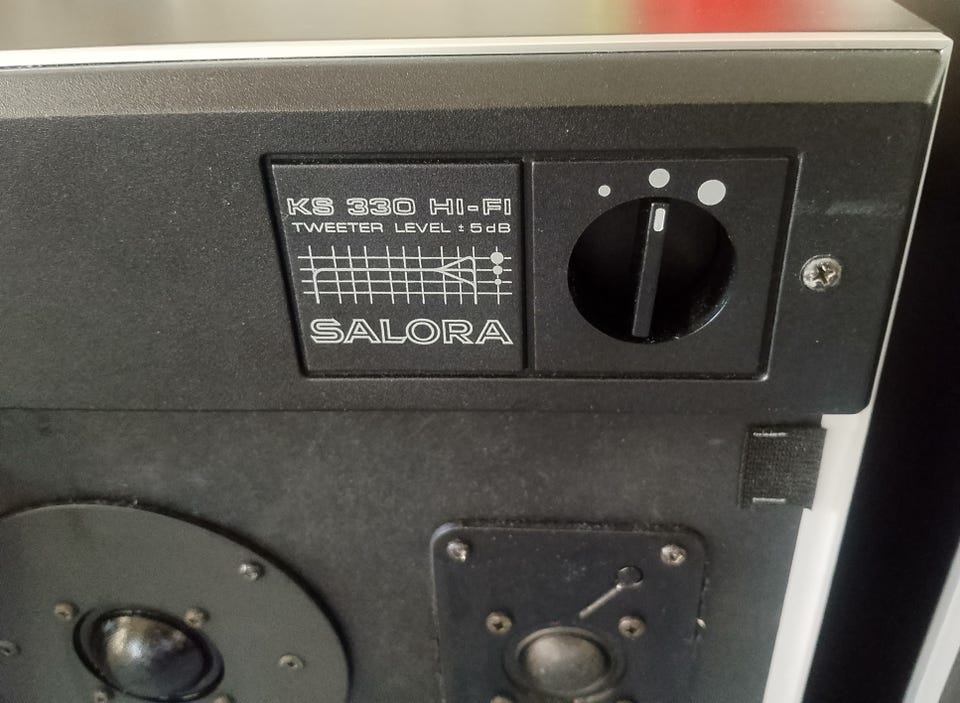 KS 330 HI-FI
TWEETER LEVEL ± 5 dB
SALORA